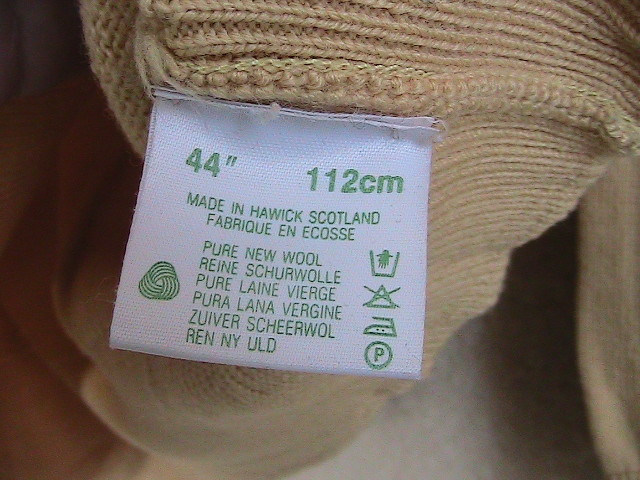 44" 112cm
MADE IN HAWICK SCOTLAND
FABRIQUE EN ECOSSE
PURE NEW WOOL
REINE SCHURWOLLE
PURE LAINE VIERGE
PURA LANA VERGINE
ZUIVER SCHEERWOL
REN NY ULD
P